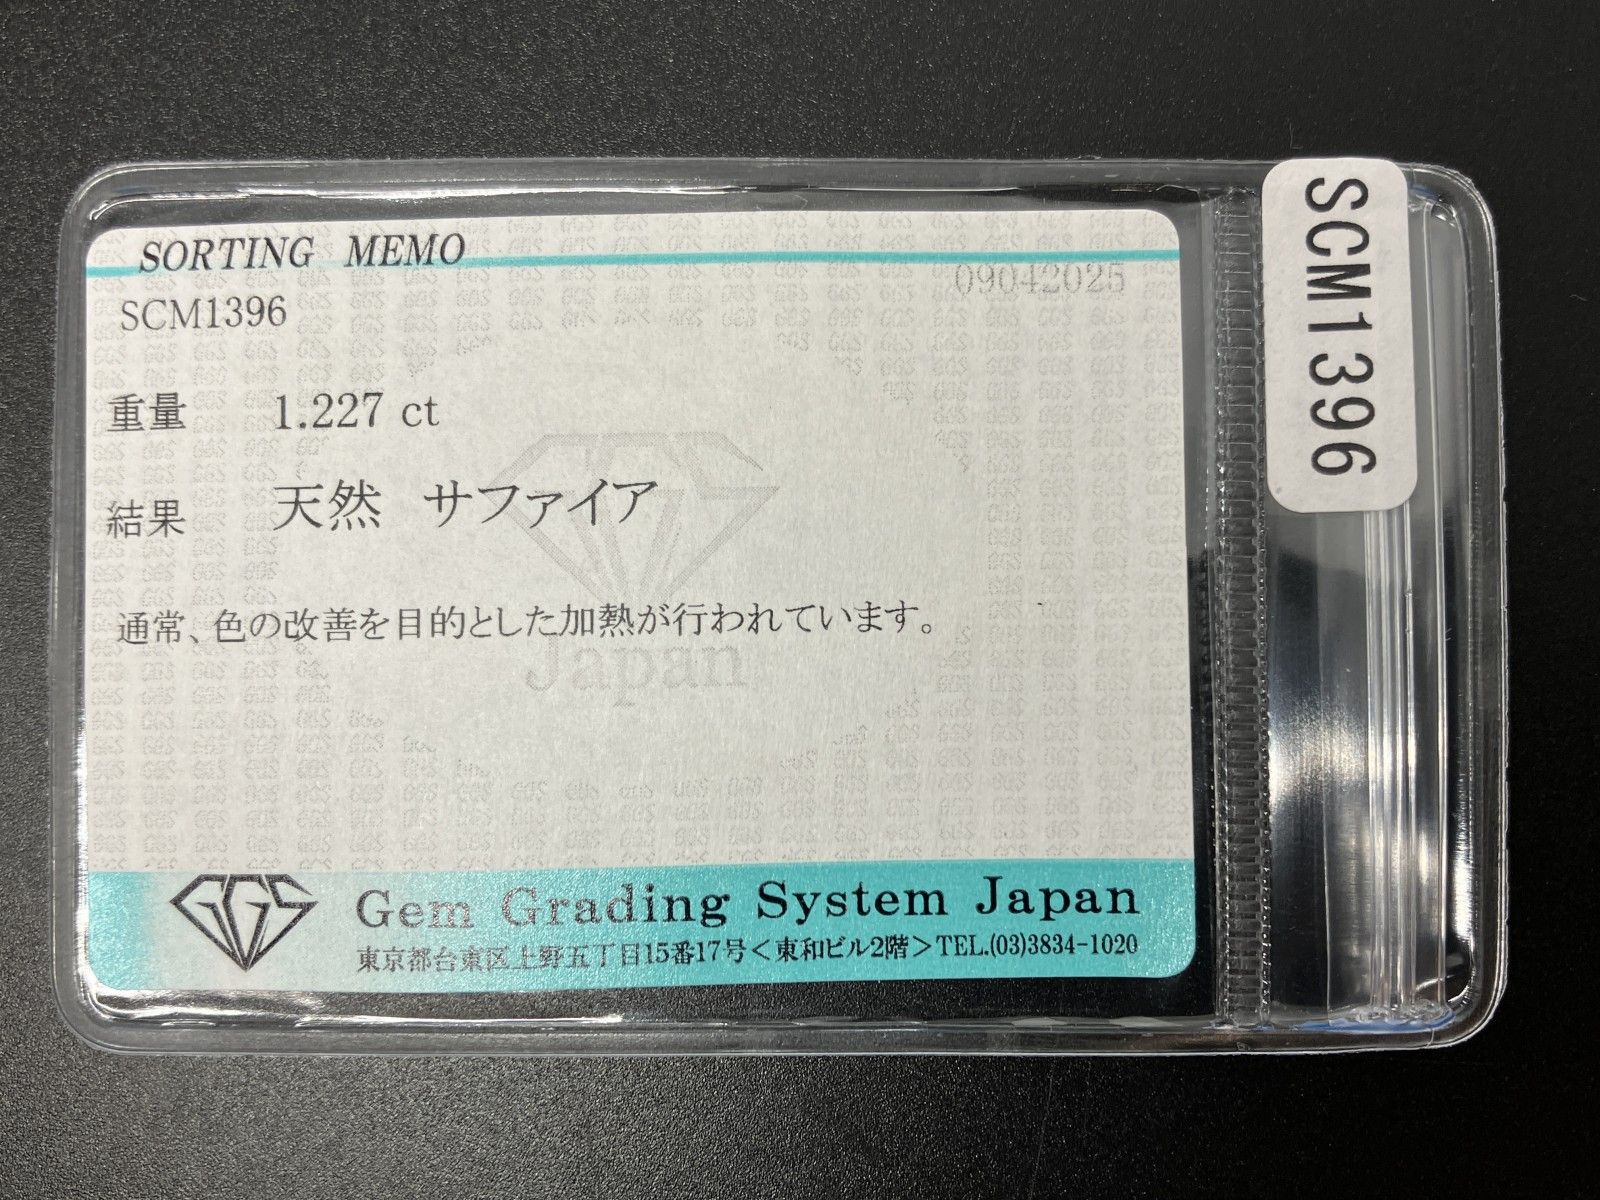 SORTING MEMO
09042025
SCM1396
重量 1.227 ct
結果 天然 サファイア
通常、色の改善を目的とした加熱が行われています。
Japan
GGS
Gem Grading System Japan
東京都台東区上野五丁目15番17号<東和ビル2階>TEL.(03)3834-1020
SCM1396